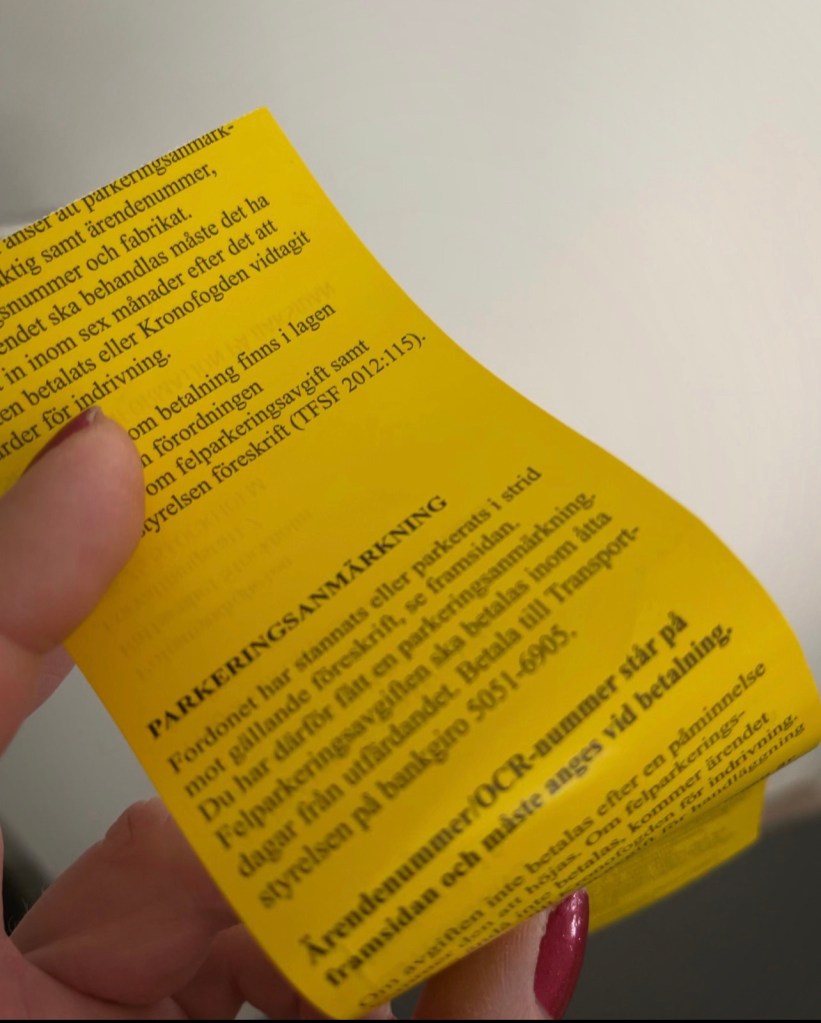 anser att parkeringsanmärk-
aktig samt ärendenummer,
gsnummer och fabrikat.
endet ska behandlas måste det ha
t in inom sex månader efter det att
en betalats eller Kronofogden vidtagit
rder för indrivning.
om betalning finns i lagen
n förordningen
om felparkeringsavgift samt
styrelsen föreskrift (TFSF 2012:115).
PARKERINGSANMÄRKNING
Fordonet har stannats eller parkerats i strid
mot gällande föreskrift, se framsidan.
Du har därför fått en parkeringsanmärkning.
Felparkeringsavgiften ska betalas inom åtta
dagar från utfärdandet. Betala till Transport-
styrelsen på bankgiro 5051-6905.
Ärendenummer/OCR-nummer står på
framsidan och måste anges vid betalning.
Om avgiften inte betalas efter en påminnelse
den att höjas. Om felparkerings-
inte betalas, kommer ärendet
Kronofogden för indrivning.
handläggning